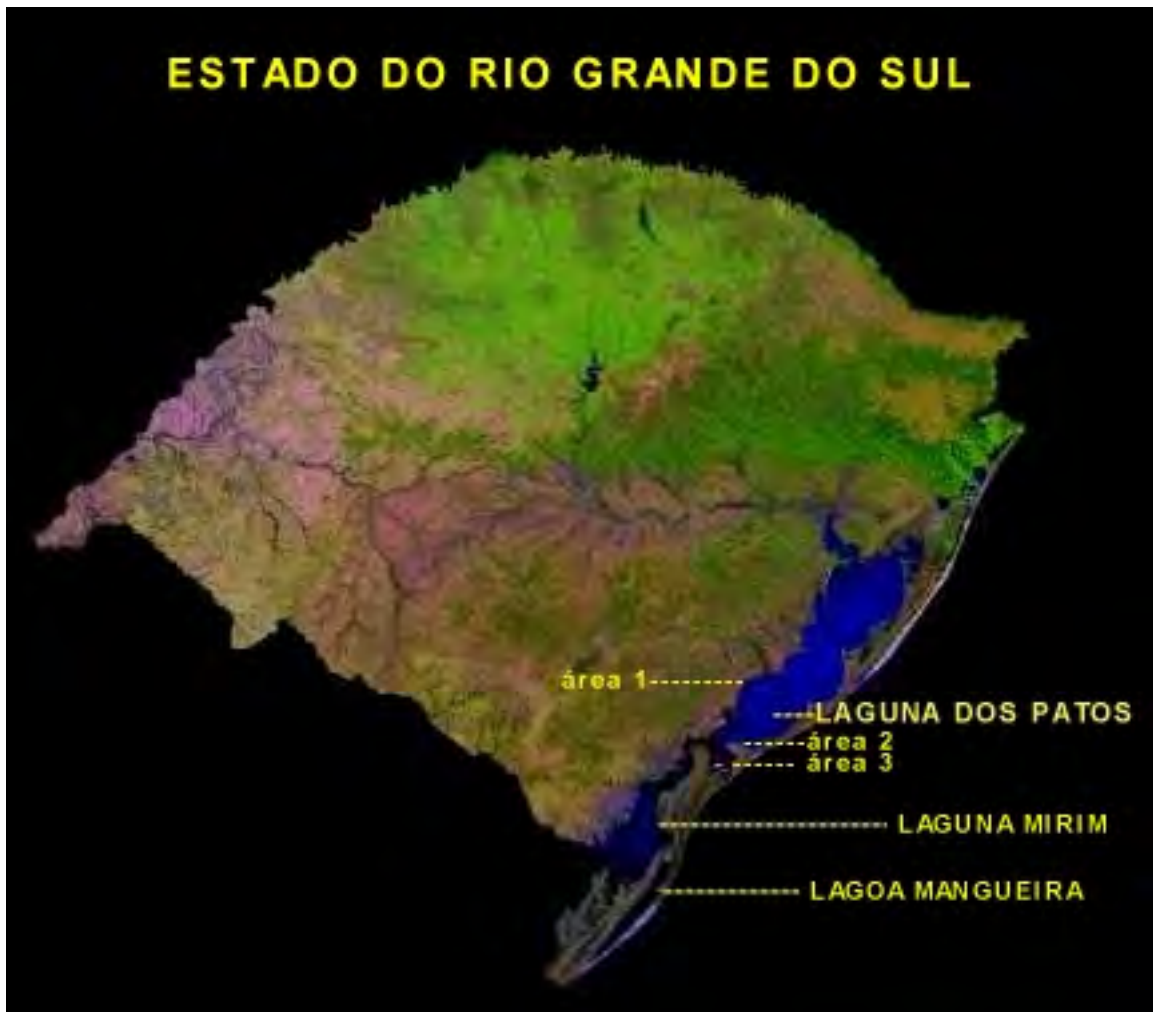 ESTADO DO RIO GRANDE DO SUL
área 1
LAGUNA DOS PATOS
área 2
área 3
LAGUNA MIRIM
LAGOA MANGUEIRA